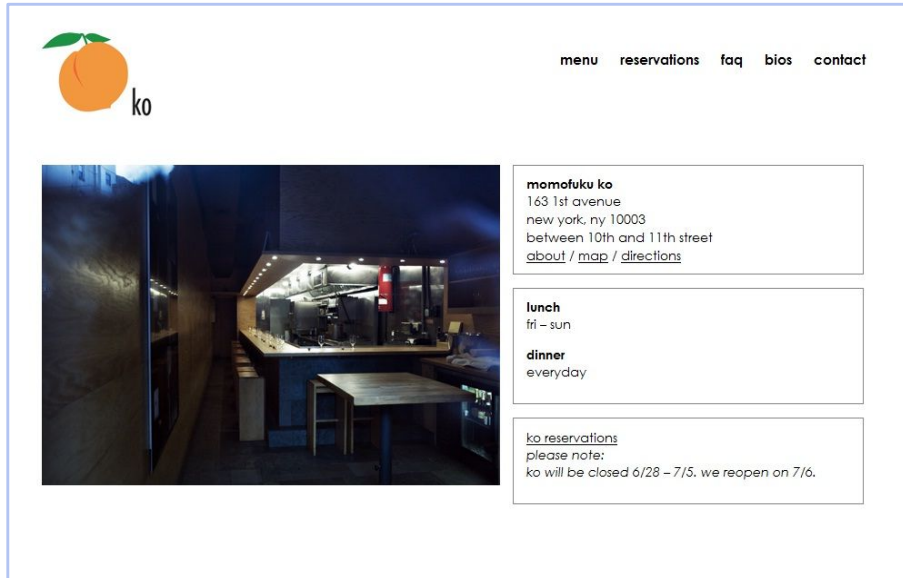 ko
menu reservations faq bios contact
momofuku ko
163 1st avenue
new york, ny 10003
between 10th and 11th street
about / map / directions
lunch
fri – sun
dinner
everyday
ko reservations
please note:
ko will be closed 6/28 – 7/5. we reopen on 7/6.